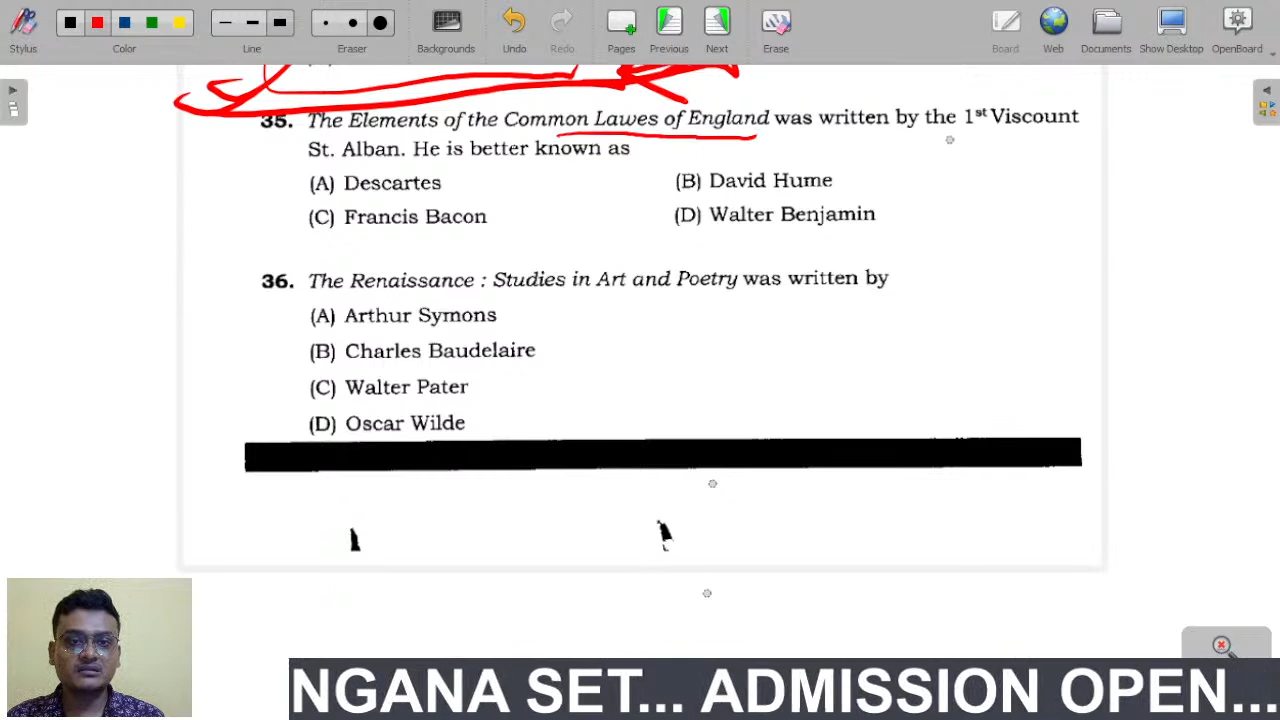 Stylus
Color
Line
Eraser
Backgrounds
Undo
Redo
Pages
Previous
Next
Erase
Board
Web
Documents
Show Desktop
OpenBoard
35. The Elements of the Common Lawes of England was written by the 1st Viscount
St. Alban. He is better known as
(A) Descartes
(B) David Hume
(C) Francis Bacon
(D) Walter Benjamin
36. The Renaissance : Studies in Art and Poetry was written by
(A) Arthur Symons
(B) Charles Baudelaire
(C) Walter Pater
(D) Oscar Wilde
NGANA SET... ADMISSION OPEN...